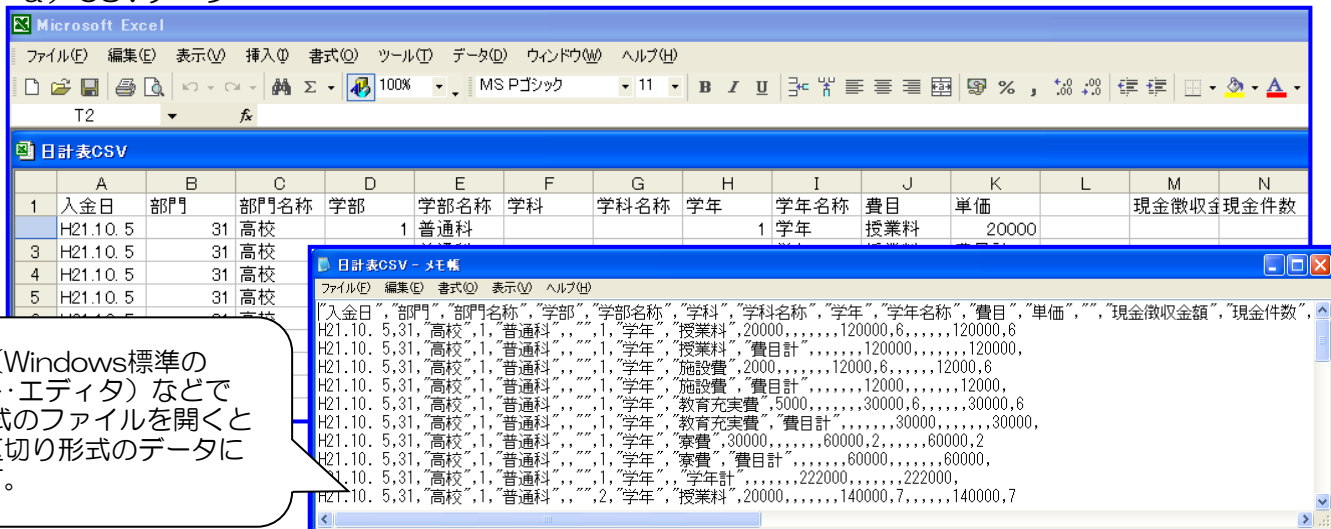 Microsoft Excel
ファイル(F) 編集(E) 表示(V) 挿入(I) 書式(O) ツール(T) データ(D) ウィンドウ(W) ヘルプ(H)
100% MS Pゴシック 11 B I U
T2 fx
日計表CSV
A B C D E F G H I J K L M N
1 入金日 部門 部門名称 学部 学部名称 学科 学科名称 学年 学年名称 費目 単価 現金徴収金 現金件数
H21.10. 5 31 高校 1 普通科 1 学年 授業料 20000
3 H21.10. 5 31 高校
4 H21.10. 5 31 高校
5 H21.10. 5 31 高校
日計表CSV - メモ帳
ファイル(F) 編集(E) 書式(O) 表示(V) ヘルプ(H)
"入金日","部門","部門名称","学部","学部名称","学科","学科名称","学年","学年名称","費目","単価","","現金徴収金額","現金件数",
H21.10. 5,31,"高校",1,"普通科",,"",1,"学年","授業料",20000,,,,,,,120000,6,,,,,,120000,6
H21.10. 5,31,"高校",1,"普通科",,"",1,"学年","授業料","費目計",,,,,,,120000,,,,,,,120000,
H21.10. 5,31,"高校",1,"普通科",,"",1,"学年","施設費",2000,,,,,,,12000,6,,,,,,12000,6
H21.10. 5,31,"高校",1,"普通科",,"",1,"学年","施設費","費目計",,,,,,,12000,,,,,,,12000,
H21.10. 5,31,"高校",1,"普通科",,"",1,"学年","教育充実費",5000,,,,,,,30000,6,,,,,,30000,6
H21.10. 5,31,"高校",1,"普通科",,"",1,"学年","教育充実費","費目計",,,,,,,30000,,,,,,,30000,
H21.10. 5,31,"高校",1,"普通科",,"",1,"学年","寮費",30000,,,,,,,60000,2,,,,,,60000,2
H21.10. 5,31,"高校",1,"普通科",,"",1,"学年","寮費","費目計",,,,,,,60000,,,,,,,60000,
H21.10. 5,31,"高校",1,"普通科",,"",1,"学年",,"学年計",,,,,,,222000,,,,,,,222000,
H21.10. 5,31,"高校",1,"普通科",,"",2,"学年","授業料",20000,,,,,,,140000,7,,,,,,140000,7
(Windows標準の
・エディタ)などで
式のファイルを開くと
区切り形式のデータに
。